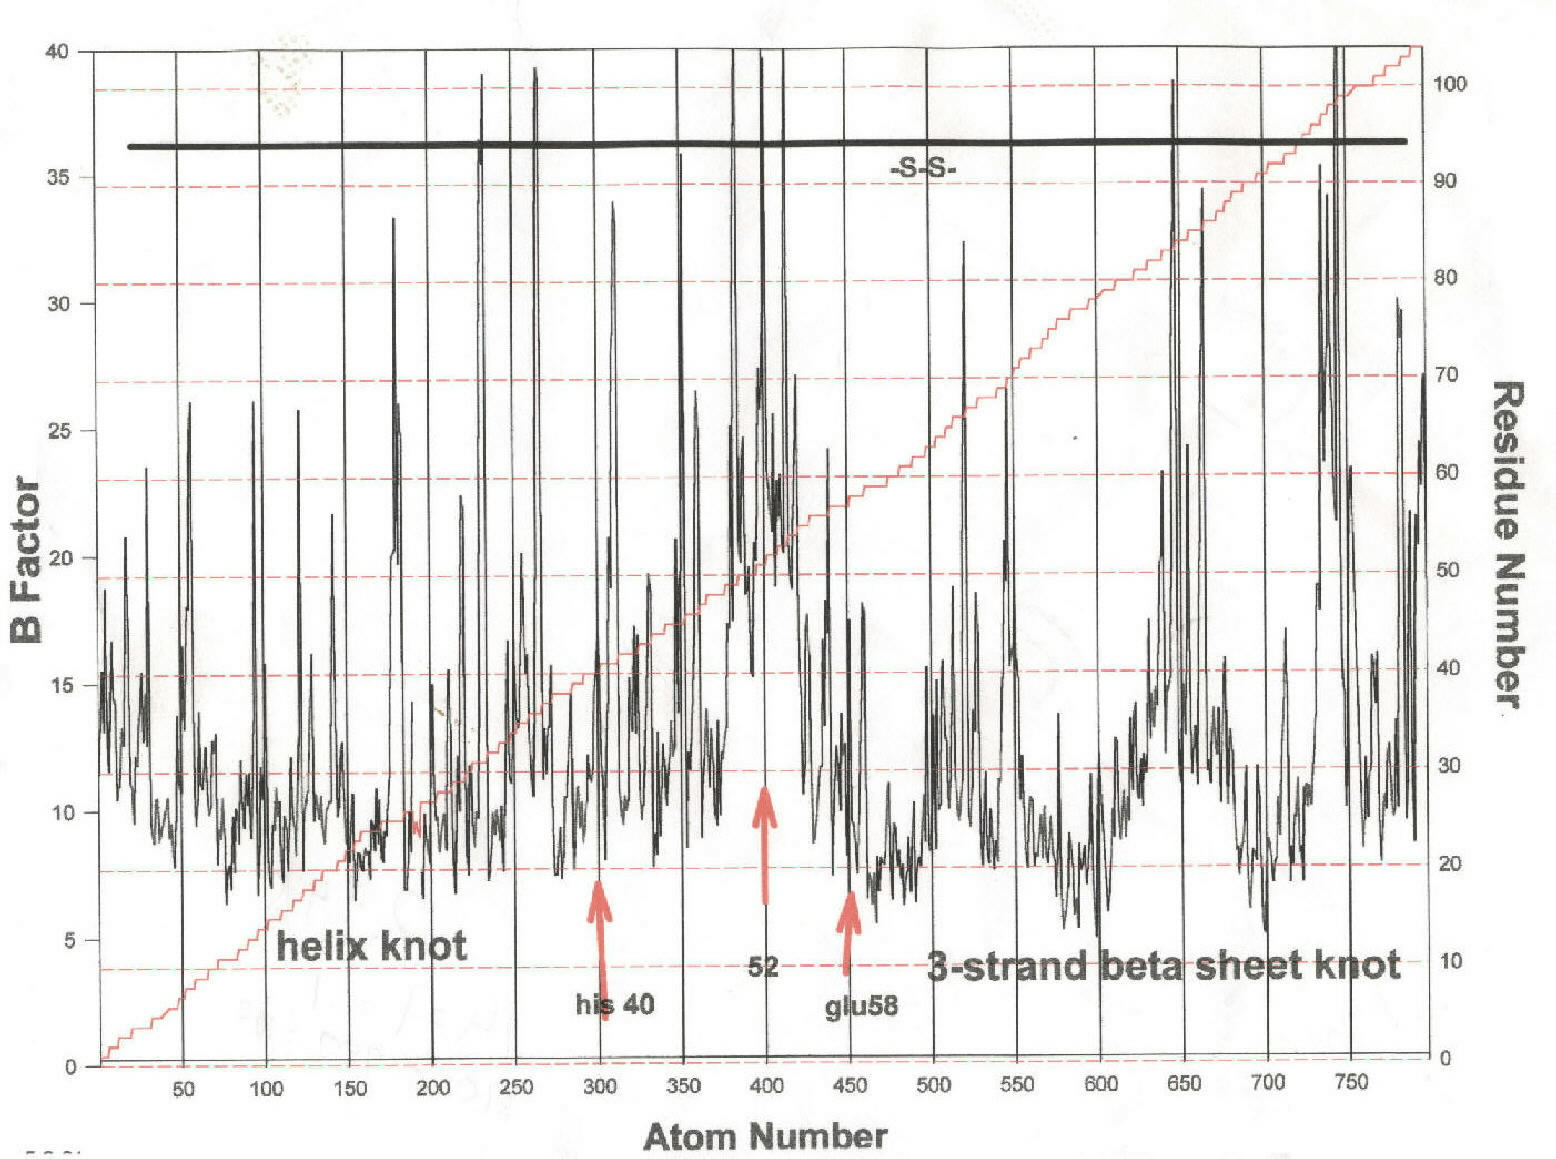 40
35
30
25
20
15
10
5
0
B Factor
100
90
80
70
60
50
40
30
20
10
0
Residue Number
-S-S-
helix knot
52
3-strand beta sheet knot
his 40
glu58
50 100 150 200 250 300 350 400 450 500 550 600 650 700 750
Atom Number